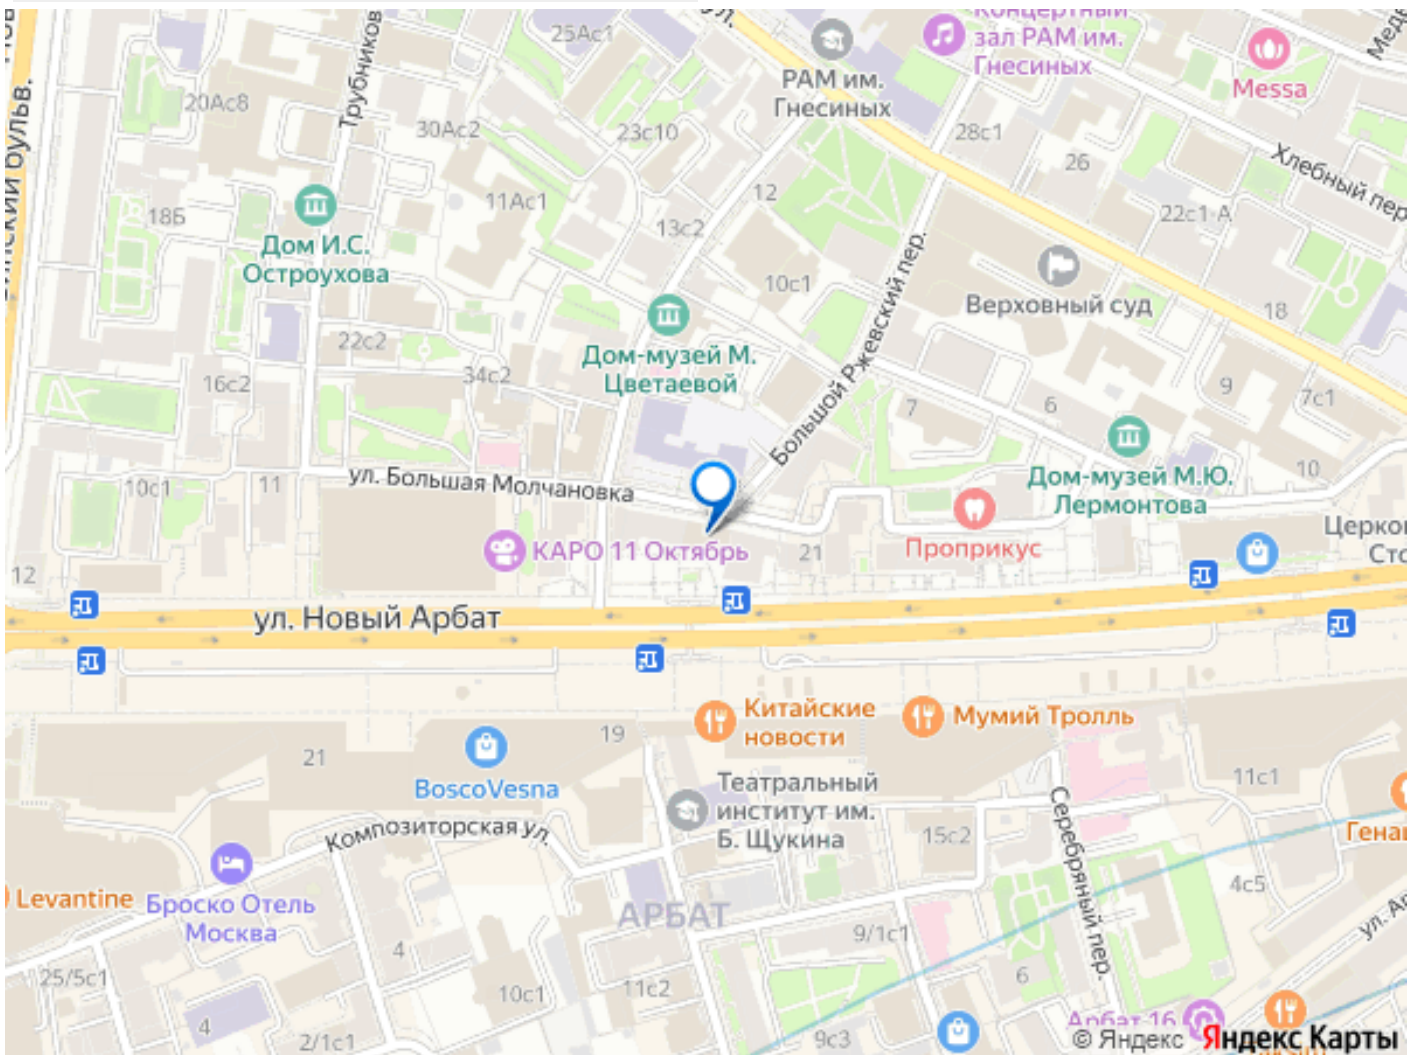 ул.
25Ас1
РАМ им.
Гнесиных
зал РАМ им.
Гнесиных
Messa
Трубников
20Ас8
30Ас2
23с10
28с1
26
Хлебный пер
бульв.
18Б
11Ас1
12
13с2
22с1-А
Дом И.С.
Остроухова
10с1
Верховный суд
18
Большой Ржевский пер.
22с2
Дом-музей М.
Цветаевой
34с2
16с2
7
6
9
7с1
Дом-музей М.Ю.
Лермонтова
10
10с1
11
ул. Большая Молчановка
Проприкус
КАРО 11 Октябрь
21
12
ул. Новый Арбат
Китайские
новости
Мумий Тролль
19
21
BoscoVesna
Театральный
институт им.
Б. Щукина
11с1
Композиторская ул.
15с2
Серебряный пер.
Levantine
Броско Отель
Москва
4с5
АРБАТ
9/1с1
4
25/5с1
10с1
11с2
6
4
2/1с1
9с3
Арбат 16
© Яндекс Яндекс Карты